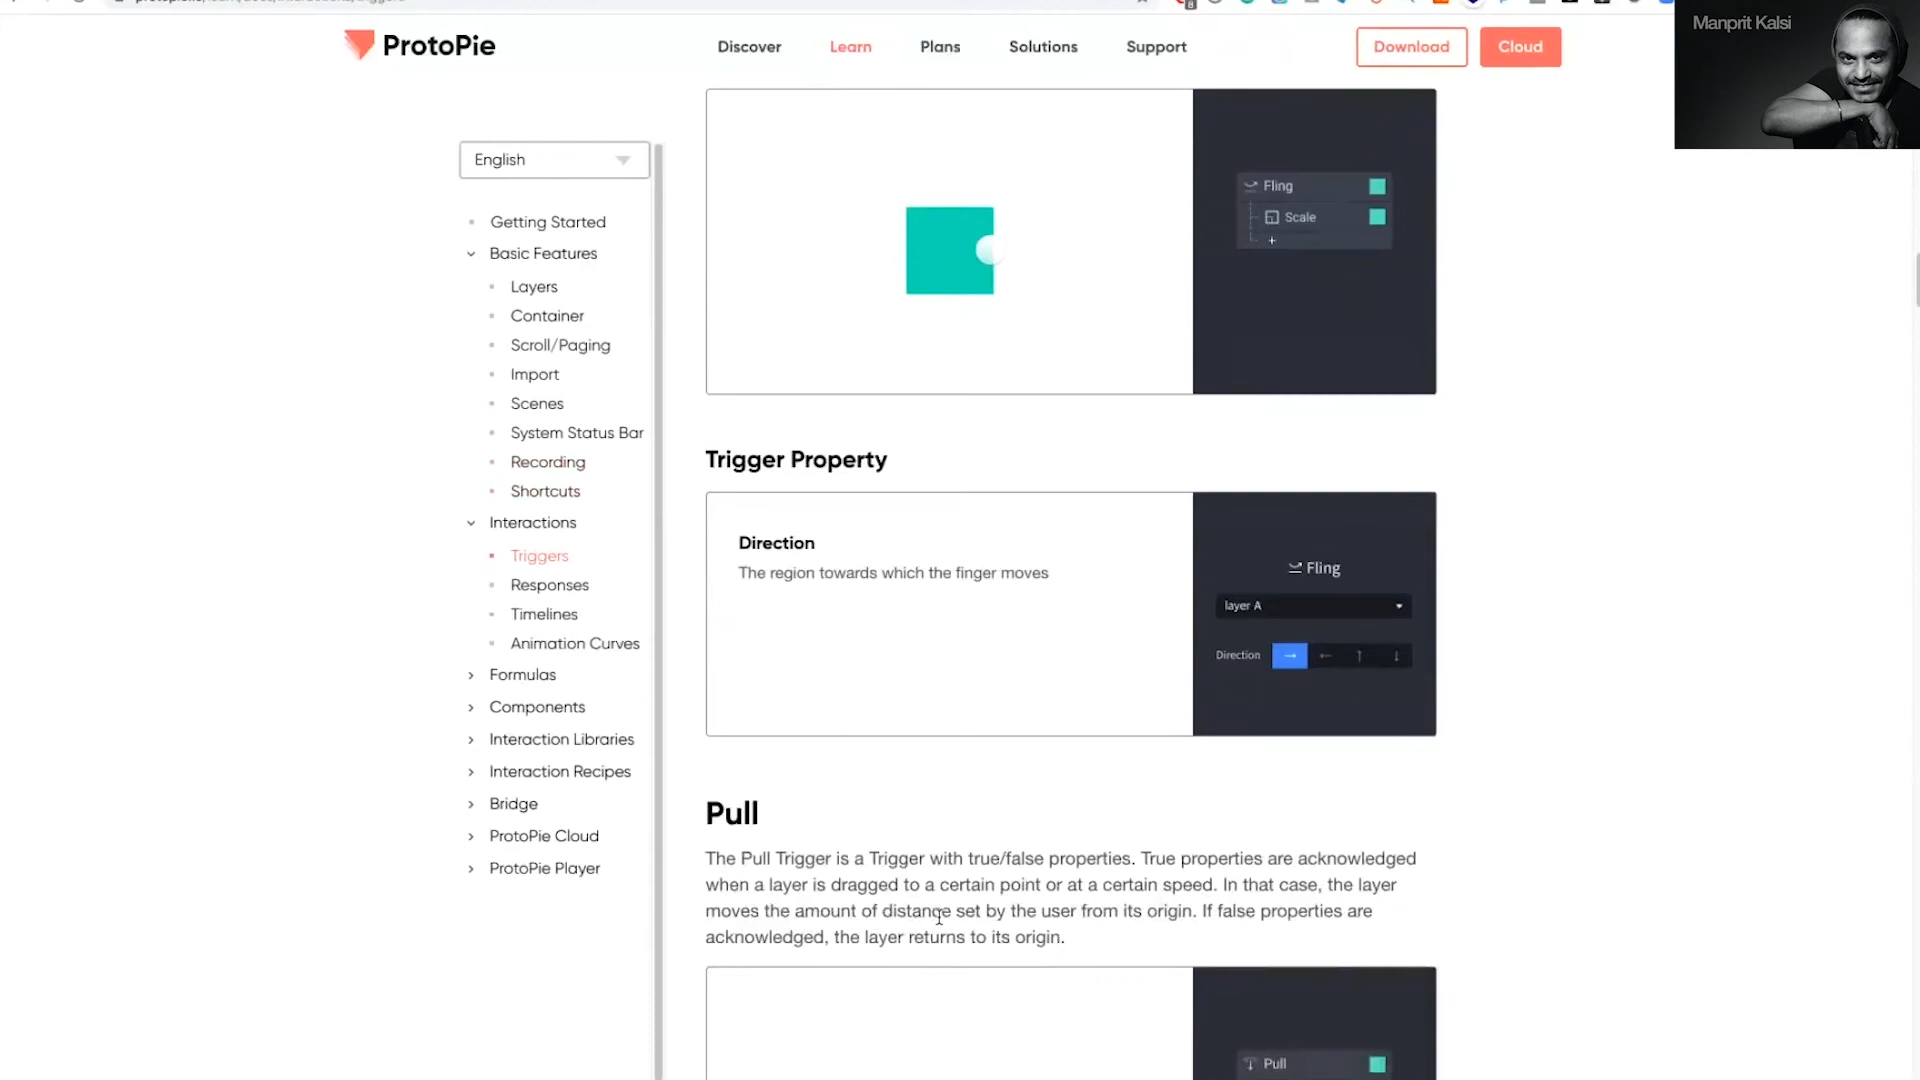 Manprit Kalsi
ProtoPie
Discover
Learn
Plans
Solutions
Support
Download
Cloud
English
Getting Started
Basic Features
Layers
Container
Scroll/Paging
Import
Scenes
System Status Bar
Recording
Shortcuts
Interactions
Triggers
Responses
Timelines
Animation Curves
Formulas
Components
Interaction Libraries
Interaction Recipes
Bridge
ProtoPie Cloud
ProtoPie Player
Fling
Scale
Trigger Property
Direction
The region towards which the finger moves
Fling
layer A
Direction
Pull
The Pull Trigger is a Trigger with true/false properties. True properties are acknowledged
when a layer is dragged to a certain point or at a certain speed. In that case, the layer
moves the amount of distance set by the user from its origin. If false properties are
acknowledged, the layer returns to its origin.
Pull